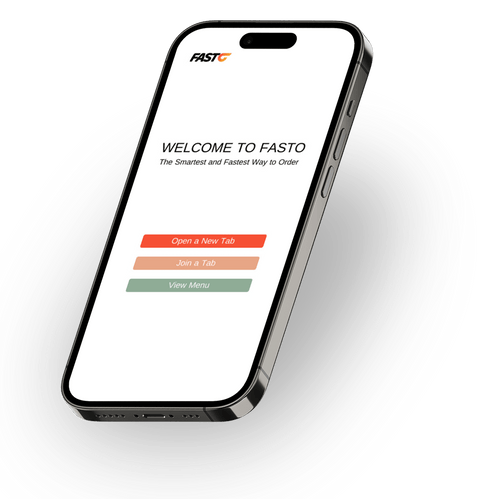 FASTO
WELCOME TO FASTO
The Smartest and Fastest Way to Order
Open a New Tab
Join a Tab
View Menu